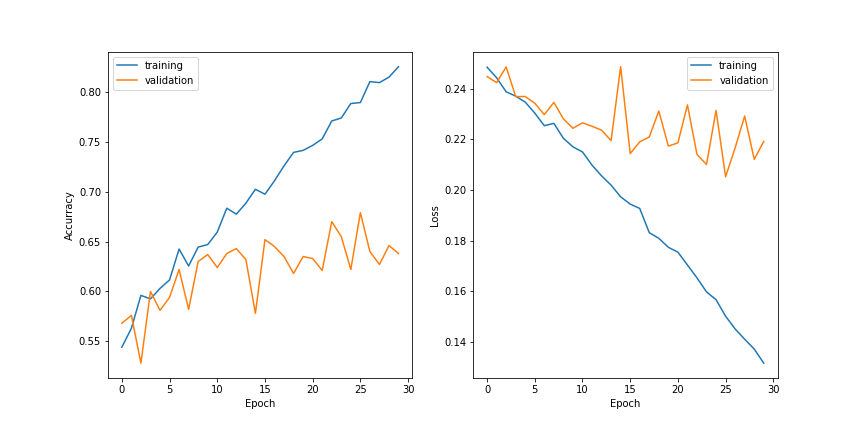 training
validation
0.80
0.75
0.70
0.65
0.60
0.55
Accurracy
0 5 10 15 20 25 30
Epoch
training
validation
0.24
0.22
0.20
0.18
0.16
0.14
Loss
0 5 10 15 20 25 30
Epoch